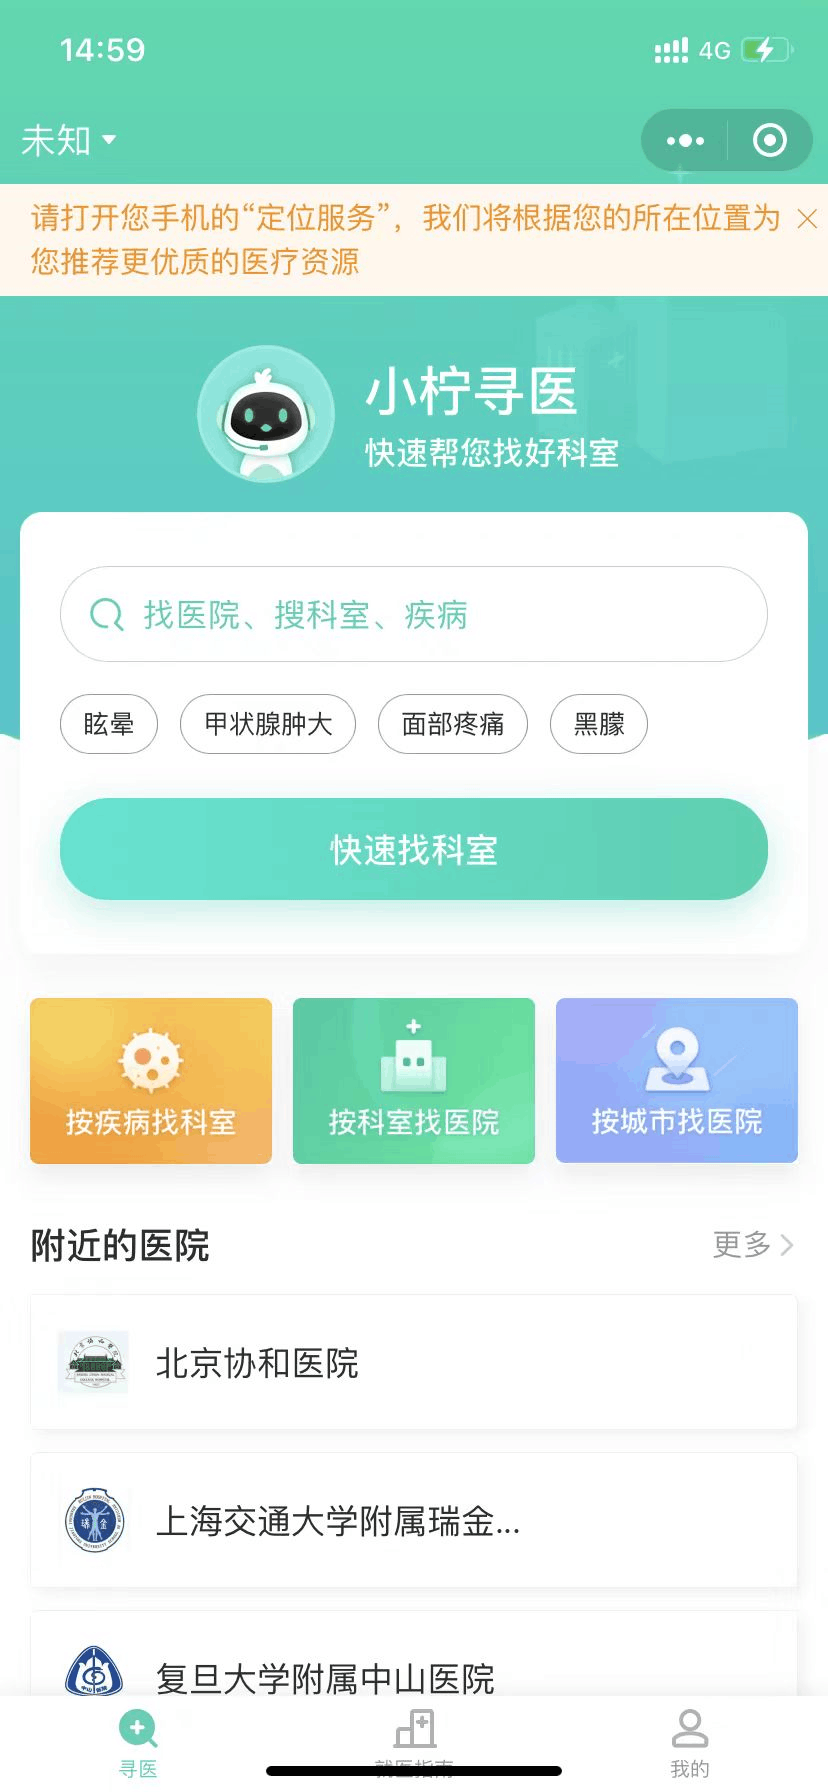 14:59
4G
未知
请打开您手机的“定位服务”，我们将根据您的所在位置为
您推荐更优质的医疗资源
小柠寻医
快速帮您找好科室
找医院、搜科室、疾病
眩晕 甲状腺肿大 面部疼痛 黑朦
快速找科室
按疾病找科室 按科室找医院 按城市找医院
附近的医院 更多
北京协和医院
上海交通大学附属瑞金...
复旦大学附属中山医院
寻医 就医指南 我的